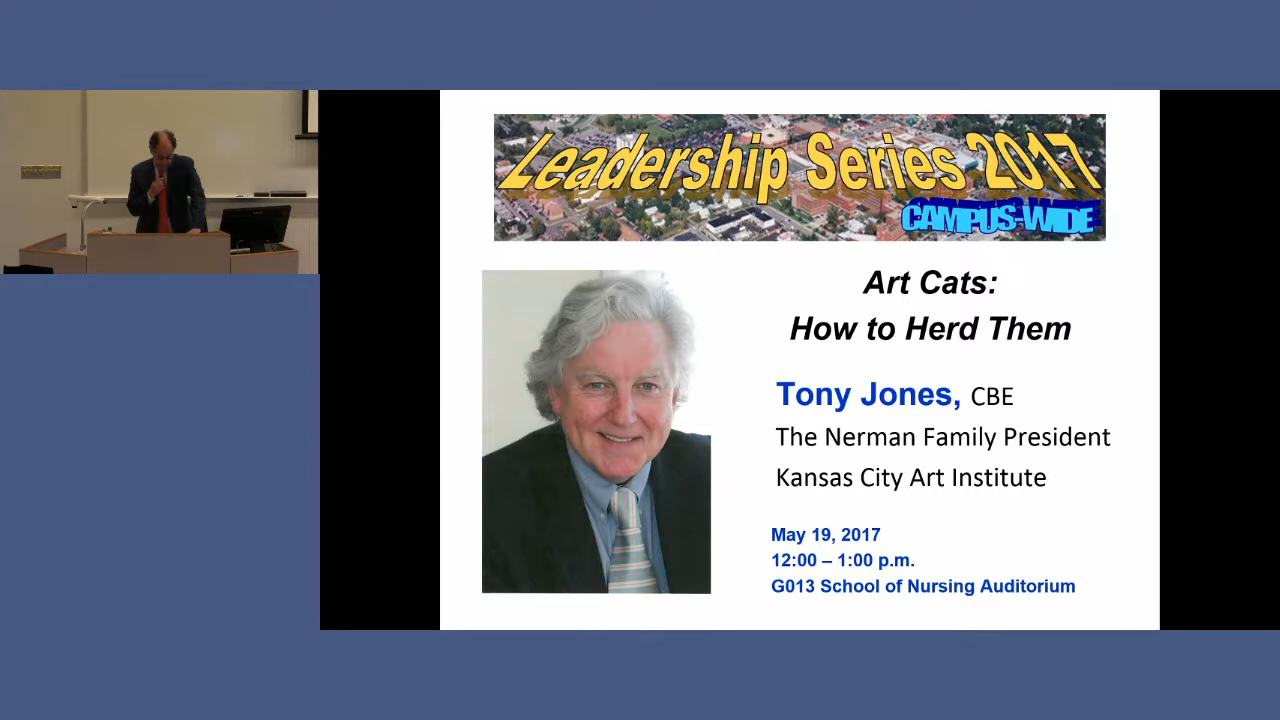 Leadership Series 2017
CAMPUS-WIDE
Art Cats:
How to Herd Them
Tony Jones, CBE
The Nerman Family President
Kansas City Art Institute
May 19, 2017
12:00 – 1:00 p.m.
G013 School of Nursing Auditorium